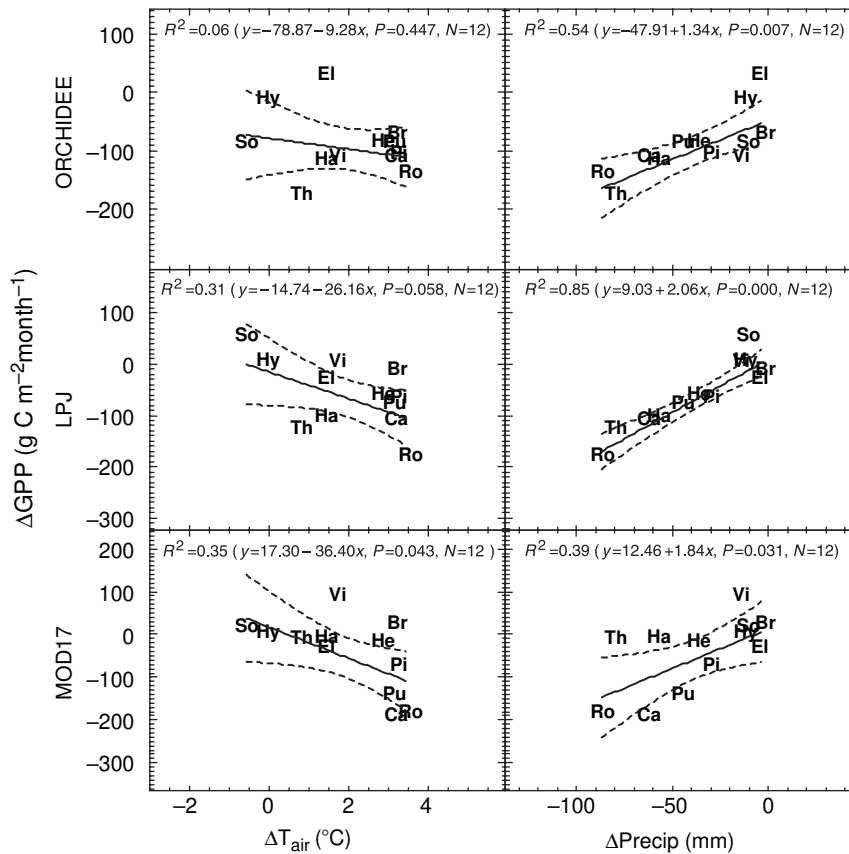 R²=0.06 (y=−78.87−9.28x, P=0.447, N=12)
R²=0.54 (y=−47.91+1.34x, P=0.007, N=12)
100
0
−100
−200
ORCHIDEE
El
Hy
So
Ha
Vi
Th
He
Br
Pu
Pi
Ca
Ro
El
Hy
Br
So
Vi
Pi
He
Pu
Ca
Ha
Ro
Th
R²=0.31 (y=−14.74−26.16x, P=0.058, N=12)
R²=0.85 (y=9.03+2.06x, P=0.000, N=12)
100
0
−100
−200
−300
ΔGPP (g C m−2month−1)
LPJ
So
Hy
Vi
El
Ha
Th
Br
He
Pi
Pu
Ca
Ro
So
Hy
Vi
Br
El
He
Pi
Pu
Ca
Ha
Th
Ro
R²=0.35 (y=17.30−36.40x, P=0.043, N=12)
R²=0.39 (y=12.46+1.84x, P=0.031, N=12)
200
100
0
−100
−200
−300
MOD17
So
Hy
Th
Ha
El
Vi
He
Br
Pi
Pu
Ca
Ro
Vi
Br
So
Hy
El
He
Pi
Pu
Ha
Th
Ca
Ro
−2
0
2
4
−100
−50
0
ΔTair (°C)
ΔPrecip (mm)